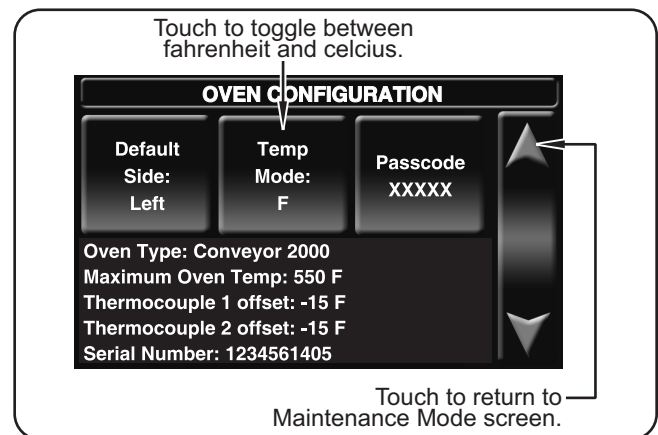 Touch to toggle between
fahrenheit and celcius.
OVEN CONFIGURATION
Default
Side:
Left
Temp
Mode:
F
Passcode
XXXXX
Oven Type: Conveyor 2000
Maximum Oven Temp: 550 F
Thermocouple 1 offset: -15 F
Thermocouple 2 offset: -15 F
Serial Number: 1234561405
Touch to return to
Maintenance Mode screen.